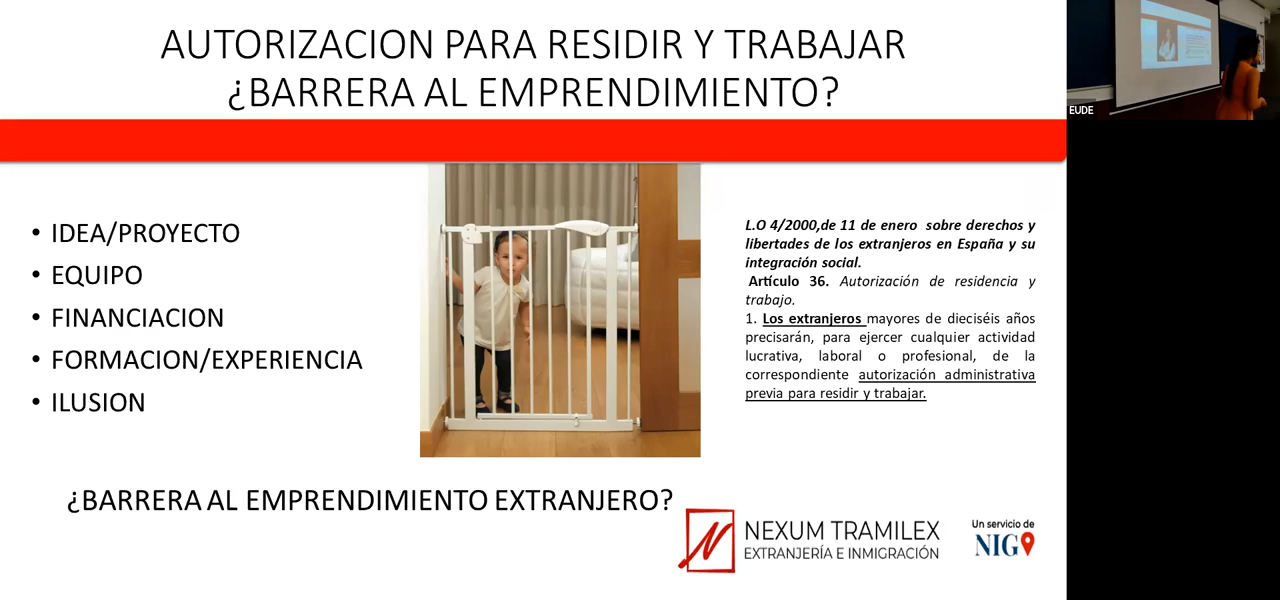 AUTORIZACION PARA RESIDIR Y TRABAJAR
¿BARRERA AL EMPRENDIMIENTO?
EUDE
• IDEA/PROYECTO
• EQUIPO
• FINANCIACION
• FORMACION/EXPERIENCIA
• ILUSION
L.O 4/2000,de 11 de enero sobre derechos y
libertades de los extranjeros en España y su
integración social.
Artículo 36. Autorización de residencia y
trabajo.
1. Los extranjeros mayores de dieciséis años
precisarán, para ejercer cualquier actividad
lucrativa, laboral o profesional, de la
correspondiente autorización administrativa
previa para residir y trabajar.
¿BARRERA AL EMPRENDIMIENTO EXTRANJERO?
NEXUM TRAMILEX
EXTRANJERÍA E INMIGRACIÓN
Un servicio de
NIG